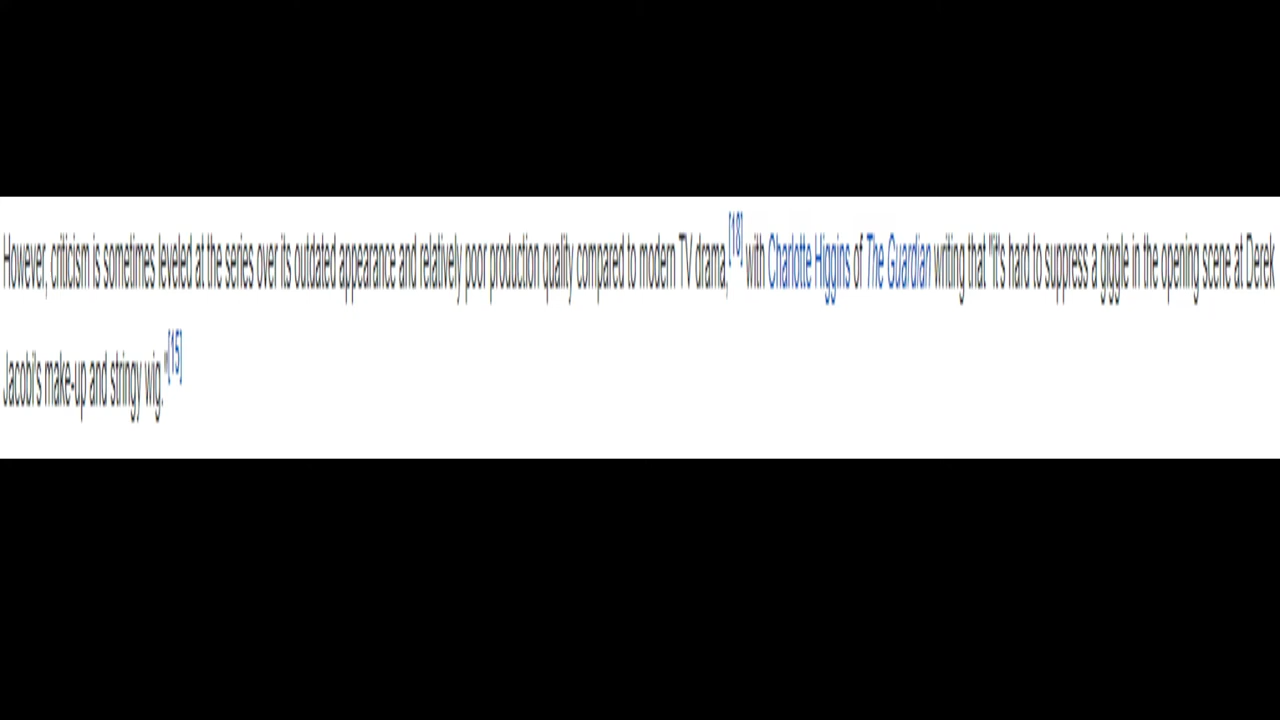 However, criticism is sometimes leveled at the series over its outdated appearance and relatively poor production quality compared to modern TV drama,[18] with Charlotte Higgins of The Guardian writing that "it's hard to suppress a giggle in the opening scene at Derek
Jacobi's make-up and stringy wig."[15]